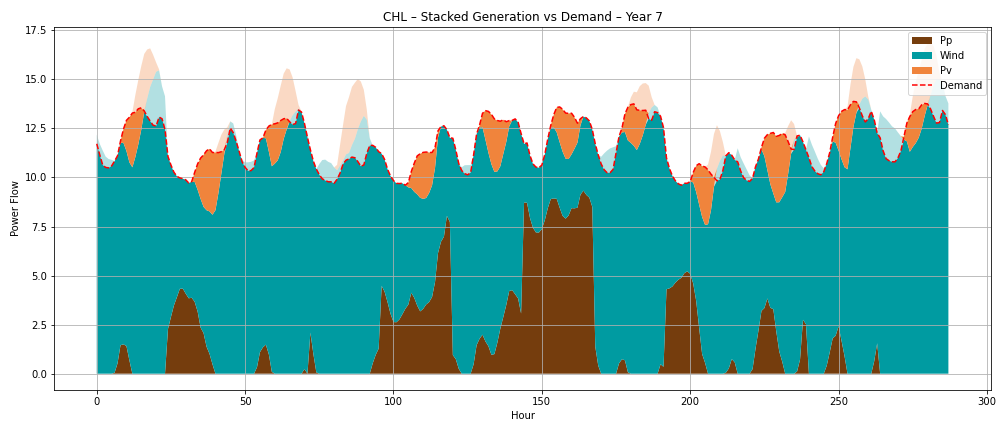 CHL – Stacked Generation vs Demand – Year 7
17.5
15.0
12.5
10.0
7.5
5.0
2.5
0.0
Power Flow
Pp
Wind
Pv
Demand
0 50 100 150 200 250 300
Hour